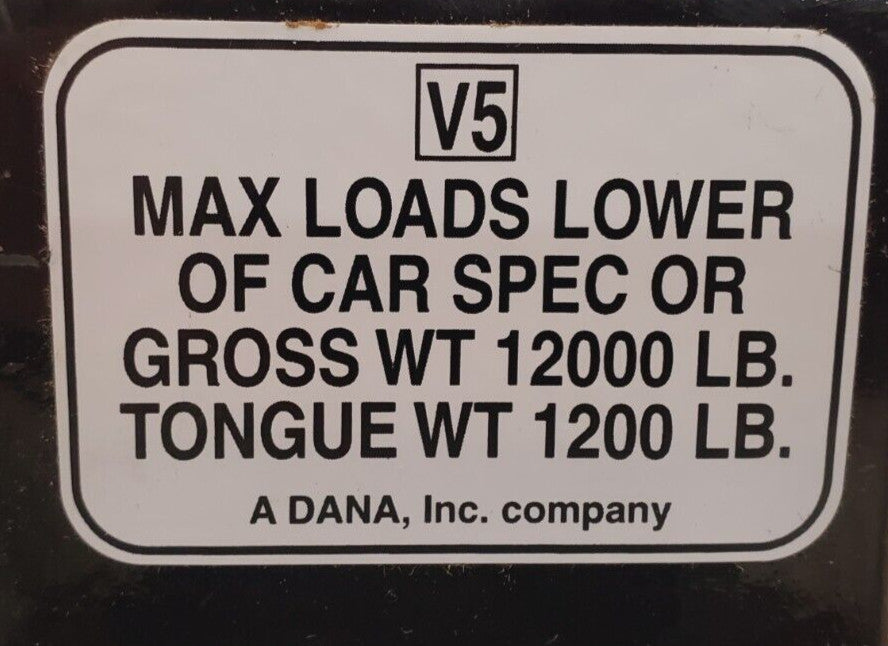 V5
MAX LOADS LOWER
OF CAR SPEC OR
GROSS WT 12000 LB.
TONGUE WT 1200 LB.
A DANA, Inc. company